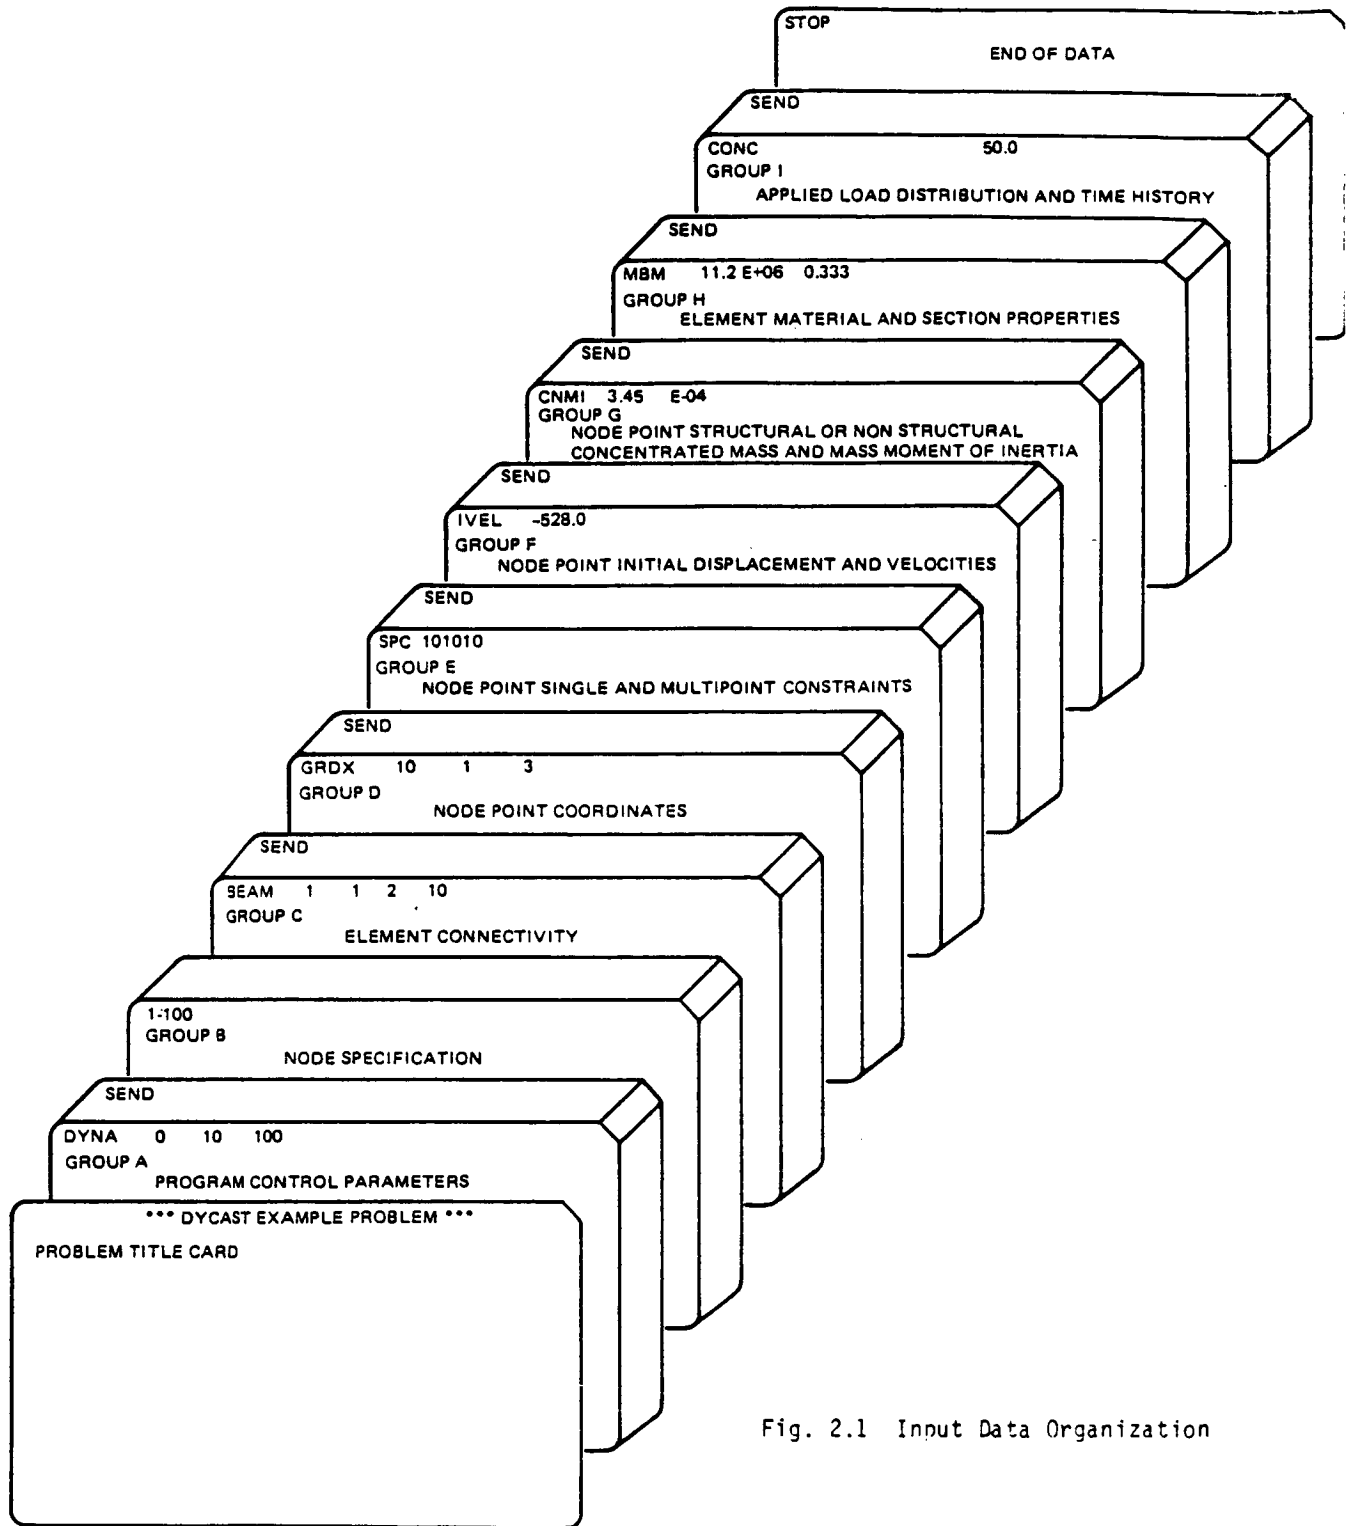 STOP
END OF DATA
SEND
CONC 50.0
GROUP I
APPLIED LOAD DISTRIBUTION AND TIME HISTORY
SEND
MBM 11.2 E+06 0.333
GROUP H
ELEMENT MATERIAL AND SECTION PROPERTIES
SEND
CNMI 3.45 E-04
GROUP G
NODE POINT STRUCTURAL OR NON STRUCTURAL
CONCENTRATED MASS AND MASS MOMENT OF INERTIA
SEND
IVEL -528.0
GROUP F
NODE POINT INITIAL DISPLACEMENT AND VELOCITIES
SEND
SPC 101010
GROUP E
NODE POINT SINGLE AND MULTIPOINT CONSTRAINTS
SEND
GRDX 10 1 3
GROUP D
NODE POINT COORDINATES
SEND
BEAM 1 1 2 10
GROUP C
ELEMENT CONNECTIVITY
1-100
GROUP B
NODE SPECIFICATION
SEND
DYNA 0 10 100
GROUP A
PROGRAM CONTROL PARAMETERS
*** DYCAST EXAMPLE PROBLEM ***
PROBLEM TITLE CARD
Fig. 2.1 Input Data Organization